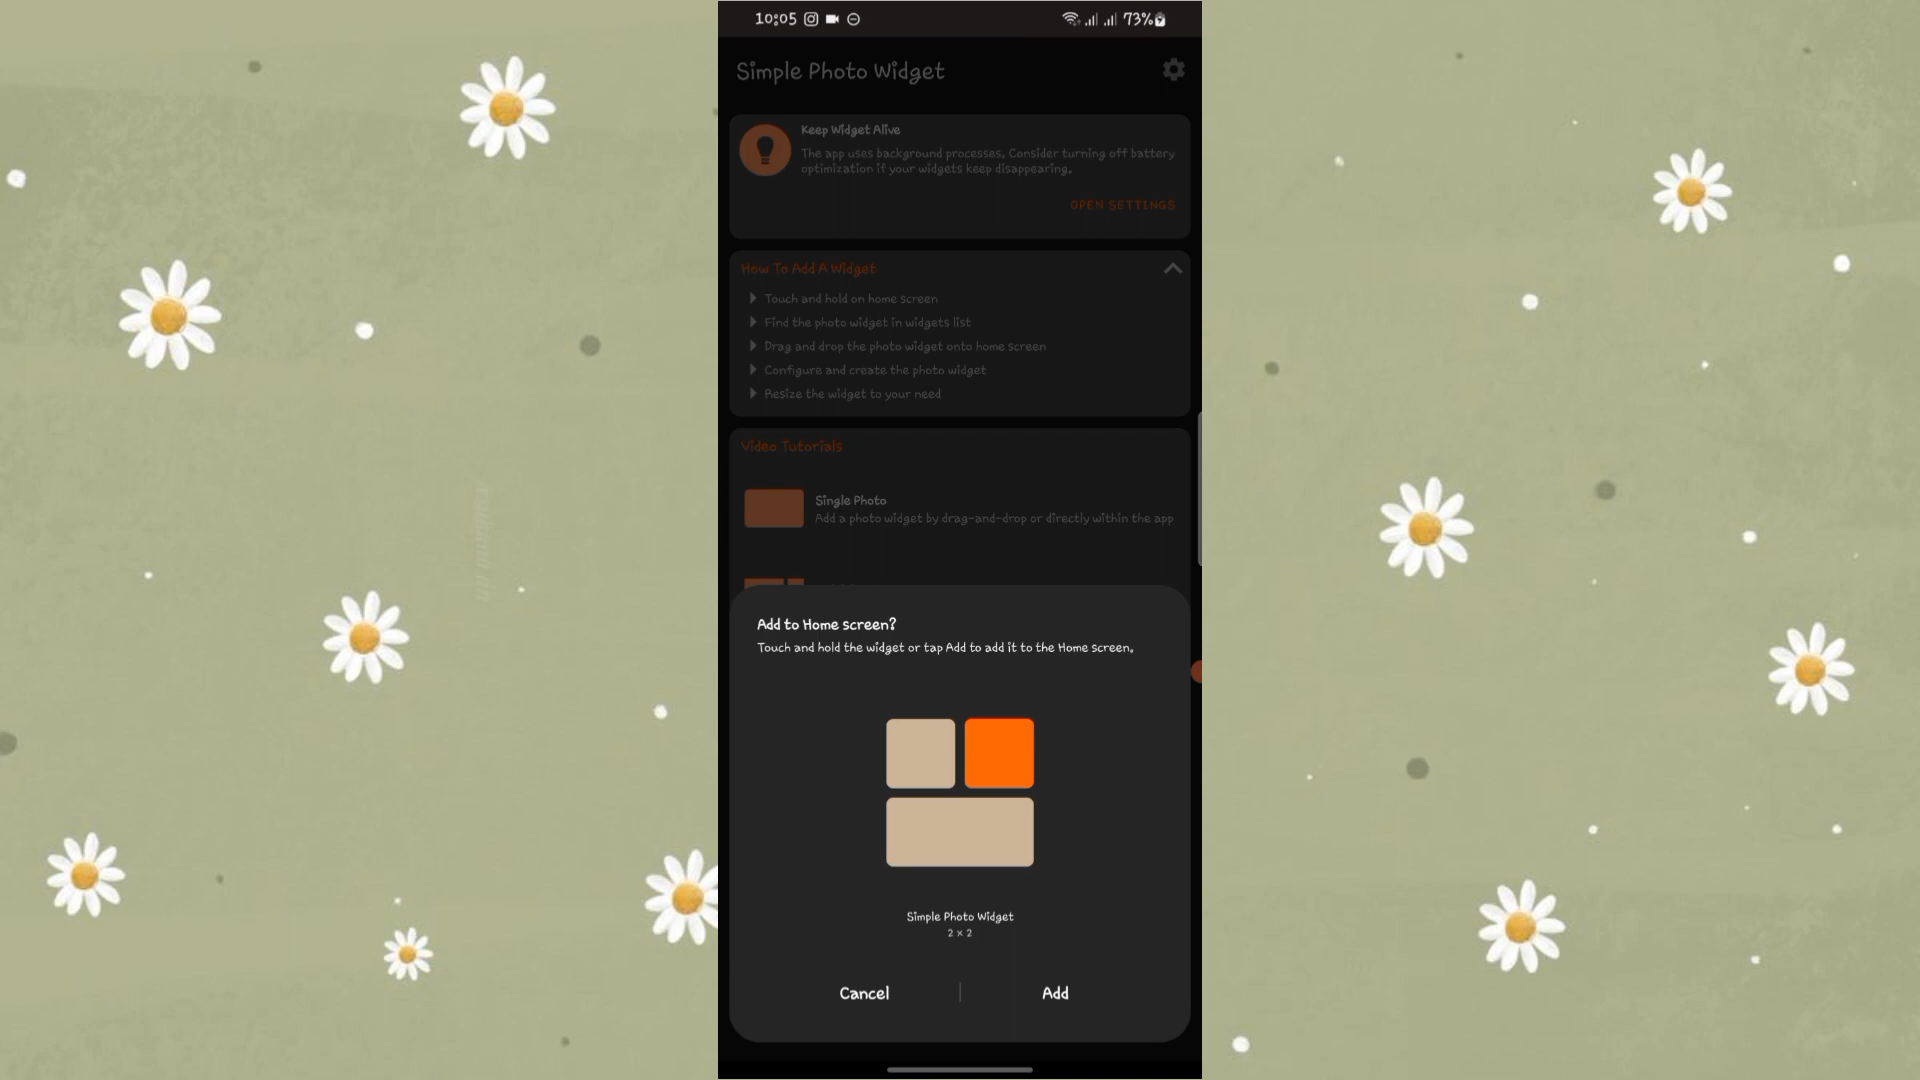 10:05 73%
Simple Photo Widget
Keep Widget Alive
The app uses background processes. Consider turning off battery
optimization if your widgets keep disappearing.
OPEN SETTINGS
How To Add A Widget
Touch and hold on home screen
Find the photo widget in widgets list
Drag and drop the photo widget onto home screen
Configure and create the photo widget
Resize the widget to your need
Video Tutorials
Single Photo
Add a photo widget by drag-and-drop or directly within the app
Add to Home screen?
Touch and hold the widget or tap Add to add it to the Home screen.
Simple Photo Widget
2 × 2
Cancel | Add